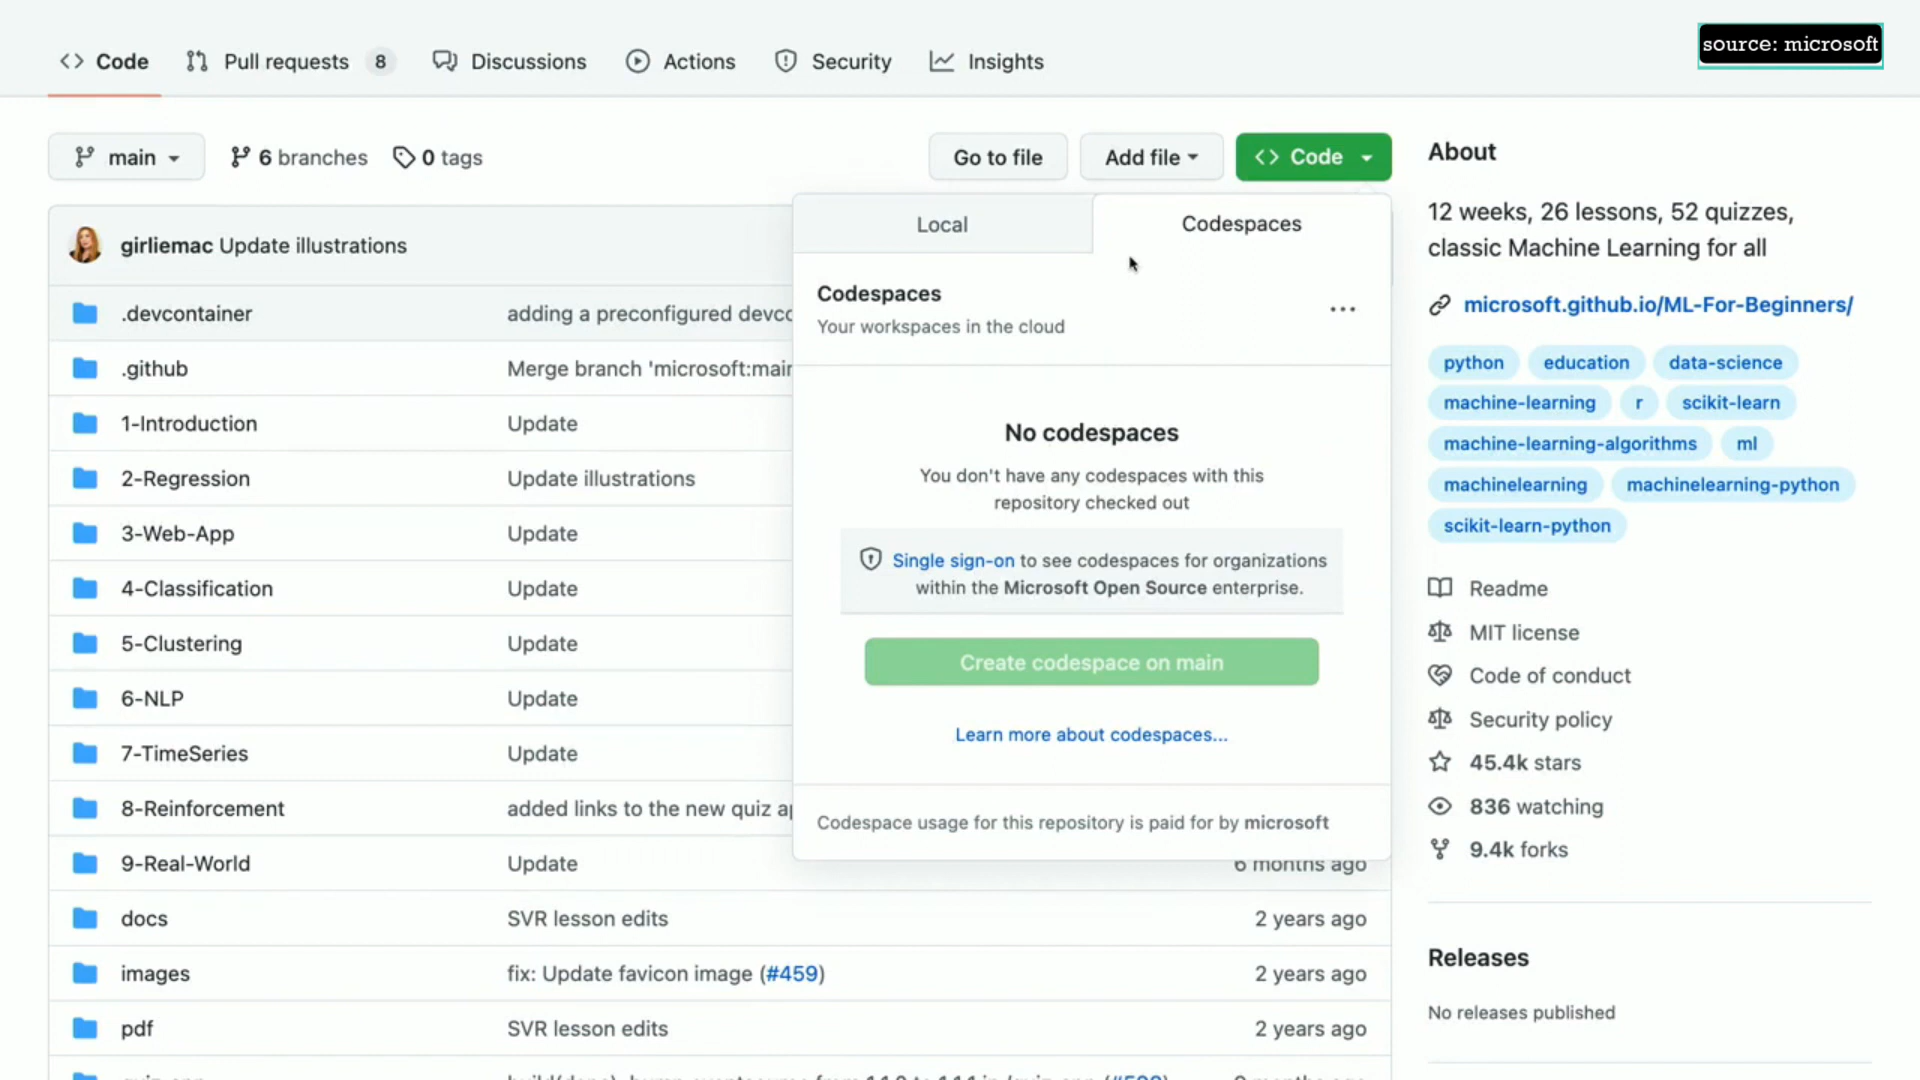 Code
Pull requests 8
Discussions
Actions
Security
Insights
source: microsoft
main
6 branches
0 tags
Go to file
Add file
Code
girliemac Update illustrations
.devcontainer adding a preconfigured devco
.github Merge branch 'microsoft:main
1-Introduction Update
2-Regression Update illustrations
3-Web-App Update
4-Classification Update
5-Clustering Update
6-NLP Update
7-TimeSeries Update
8-Reinforcement added links to the new quiz ap
9-Real-World Update 6 months ago
docs SVR lesson edits 2 years ago
images fix: Update favicon image (#459) 2 years ago
pdf SVR lesson edits 2 years ago
Local
Codespaces
Codespaces
Your workspaces in the cloud
No codespaces
You don't have any codespaces with this
repository checked out
Single sign-on to see codespaces for organizations
within the Microsoft Open Source enterprise.
Create codespace on main
Learn more about codespaces...
Codespace usage for this repository is paid for by microsoft
About
12 weeks, 26 lessons, 52 quizzes,
classic Machine Learning for all
microsoft.github.io/ML-For-Beginners/
python education data-science
machine-learning r scikit-learn
machine-learning-algorithms ml
machinelearning machinelearning-python
scikit-learn-python
Readme
MIT license
Code of conduct
Security policy
45.4k stars
836 watching
9.4k forks
Releases
No releases published